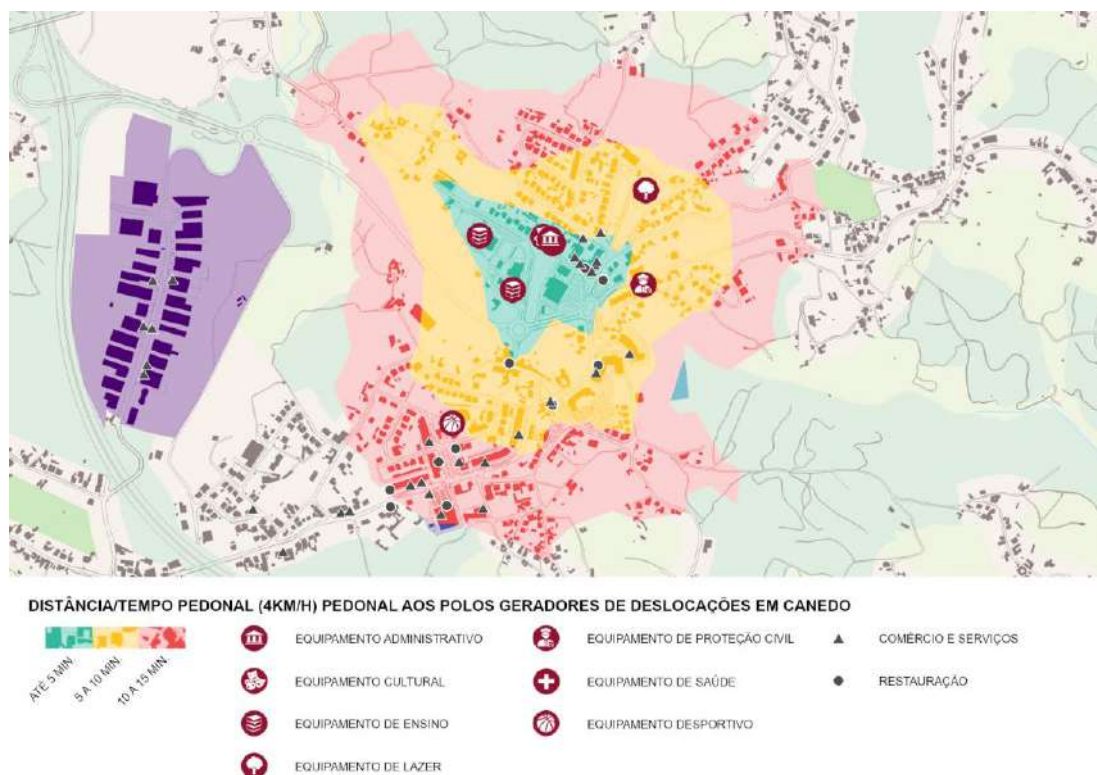 DISTÂNCIA/TEMPO PEDONAL (4KM/H) PEDONAL AOS POLOS GERADORES DE DESLOCAÇÕES EM CANEDO
ATÉ 5 MIN.
5 A 10 MIN.
10 A 15 MIN.
EQUIPAMENTO ADMINISTRATIVO
EQUIPAMENTO CULTURAL
EQUIPAMENTO DE ENSINO
EQUIPAMENTO DE LAZER
EQUIPAMENTO DE PROTEÇÃO CIVIL
EQUIPAMENTO DE SAÚDE
EQUIPAMENTO DESPORTIVO
COMÉRCIO E SERVIÇOS
RESTAURAÇÃO